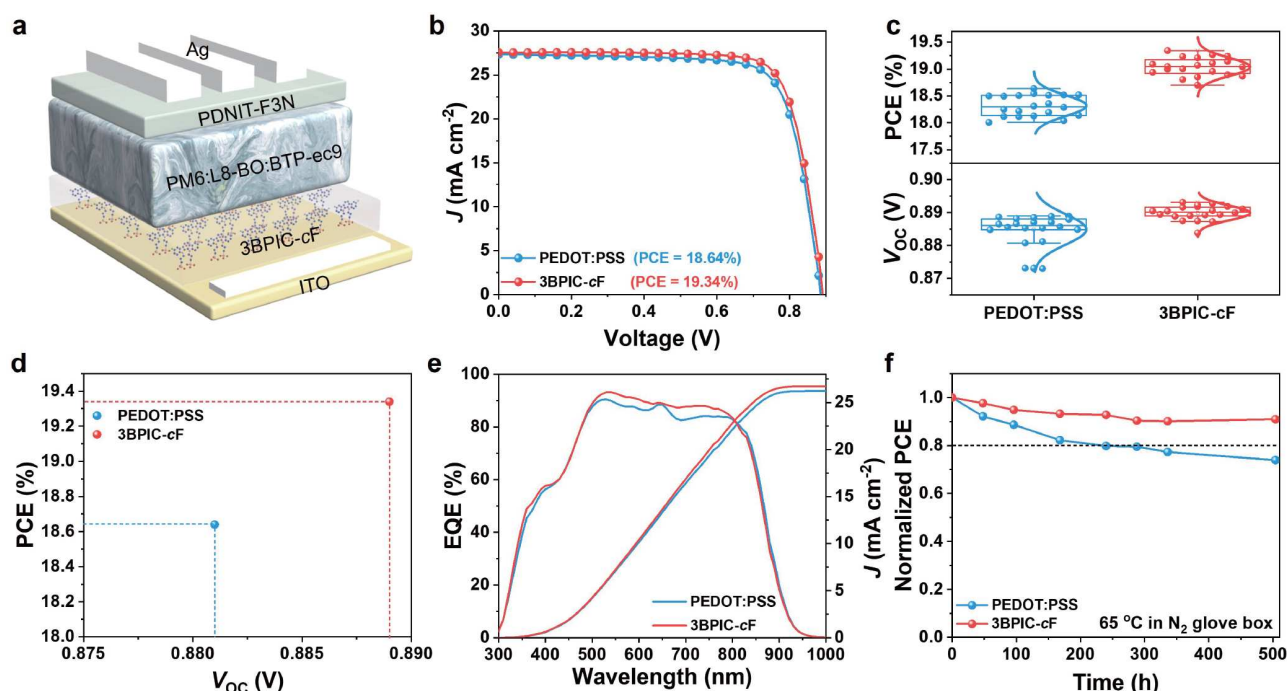 a
Ag
PDNIT-F3N
PM6:L8-BO:BTP-ec9
3BPIC-cF
ITO
b
30
25
20
15
10
5
0
J (mA cm⁻²)
PEDOT:PSS (PCE = 18.64%)
3BPIC-cF (PCE = 19.34%)
0.0 0.2 0.4 0.6 0.8
Voltage (V)
c
19.5
19.0
18.5
18.0
17.5
PCE (%)
0.90
0.89
0.88
0.87
VOC (V)
PEDOT:PSS 3BPIC-cF
d
19.4
19.2
19.0
18.8
18.6
18.4
18.2
18.0
PCE (%)
PEDOT:PSS
3BPIC-cF
0.875 0.880 0.885 0.890
VOC (V)
e
100
80
60
40
20
0
EQE (%)
25
20
15
10
5
0
J (mA cm⁻²)
PEDOT:PSS
3BPIC-cF
300 400 500 600 700 800 900 1000
Wavelength (nm)
f
1.0
0.8
0.6
0.4
0.2
0.0
Normalized PCE
PEDOT:PSS
3BPIC-cF
65 °C in N₂ glove box
0 100 200 300 400 500
Time (h)